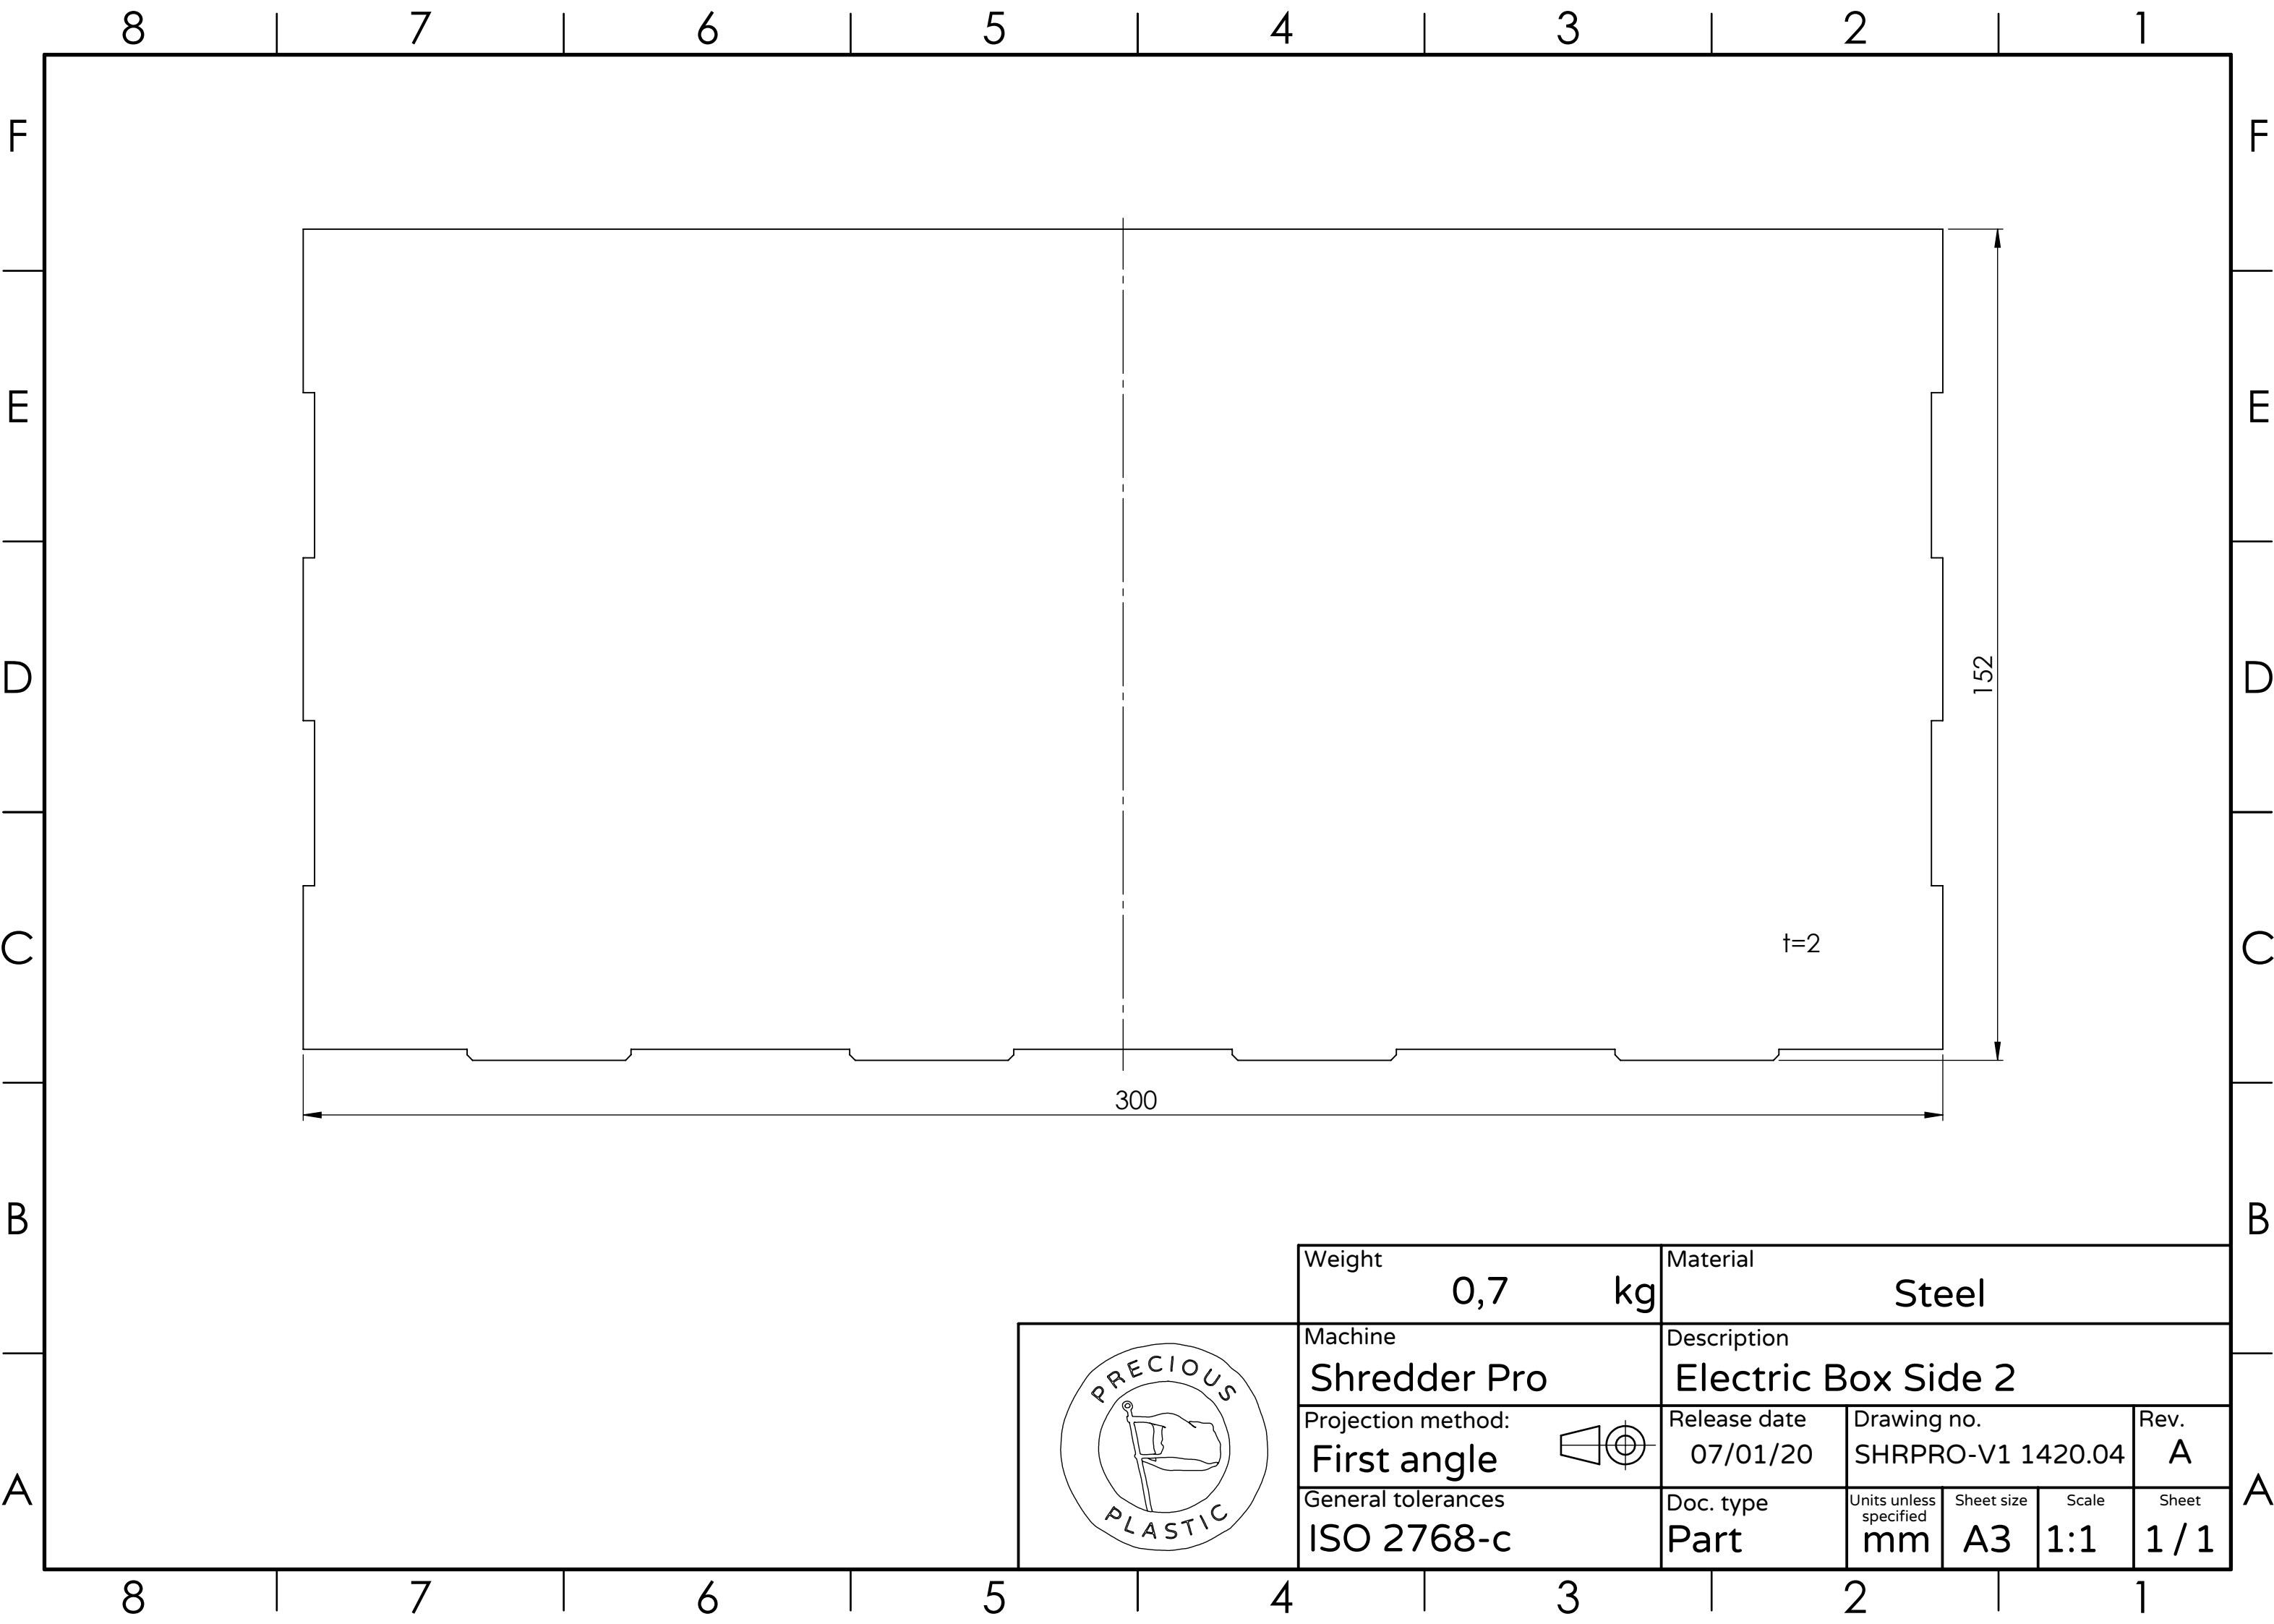 8 7 6 5 4 3 2 1
F F
E E
D D
C C
B B
A A
152
t=2
300
Weight
0,7 kg
Material
Steel
Machine
Shredder Pro
Description
Electric Box Side 2
Projection method:
First angle
Release date
07/01/20
Drawing no.
SHRPRO-V1 1420.04
Rev.
A
General tolerances
ISO 2768-c
Doc. type
Part
Units unless
specified
mm
Sheet size
A3
Scale
1:1
Sheet
1/1
PRECIOUS
PLASTIC
8 7 6 5 4 3 2 1